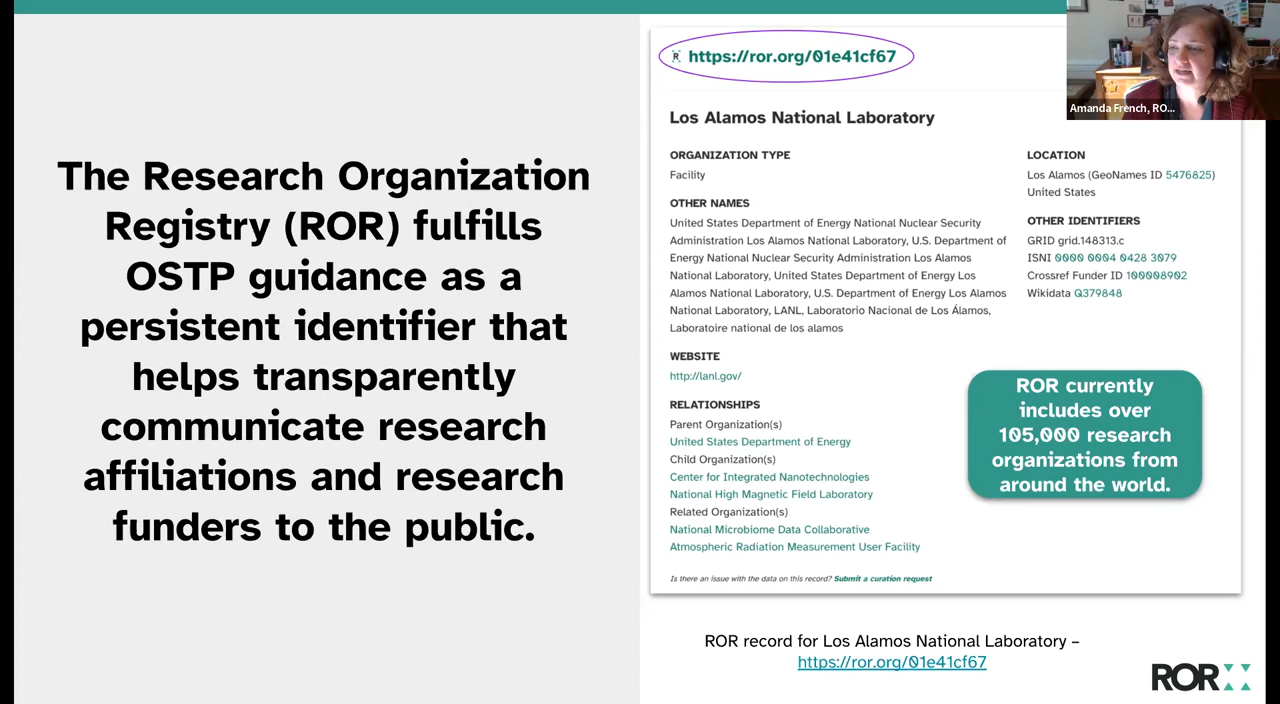 The Research Organization
Registry (ROR) fulfills
OSTP guidance as a
persistent identifier that
helps transparently
communicate research
affiliations and research
funders to the public.
https://ror.org/01e41cf67
Los Alamos National Laboratory
ORGANIZATION TYPE
Facility
OTHER NAMES
United States Department of Energy National Nuclear Security
Administration Los Alamos National Laboratory, U.S. Department of
Energy National Nuclear Security Administration Los Alamos
National Laboratory, United States Department of Energy Los
Alamos National Laboratory, U.S. Department of Energy Los Alamos
National Laboratory, LANL, Laboratorio Nacional de Los Álamos,
Laboratoire national de los alamos
WEBSITE
http://lanl.gov/
RELATIONSHIPS
Parent Organization(s)
United States Department of Energy
Child Organization(s)
Center for Integrated Nanotechnologies
National High Magnetic Field Laboratory
Related Organization(s)
National Microbiome Data Collaborative
Atmospheric Radiation Measurement User Facility
Is there an issue with the data on this record? Submit a curation request
LOCATION
Los Alamos (GeoNames ID 5476825)
United States
OTHER IDENTIFIERS
GRID grid.148313.c
ISNI 0000 0004 0428 3079
Crossref Funder ID 100008902
Wikidata Q379848
ROR currently
includes over
105,000 research
organizations from
around the world.
Amanda French, RO...
ROR record for Los Alamos National Laboratory –
https://ror.org/01e41cf67
ROR